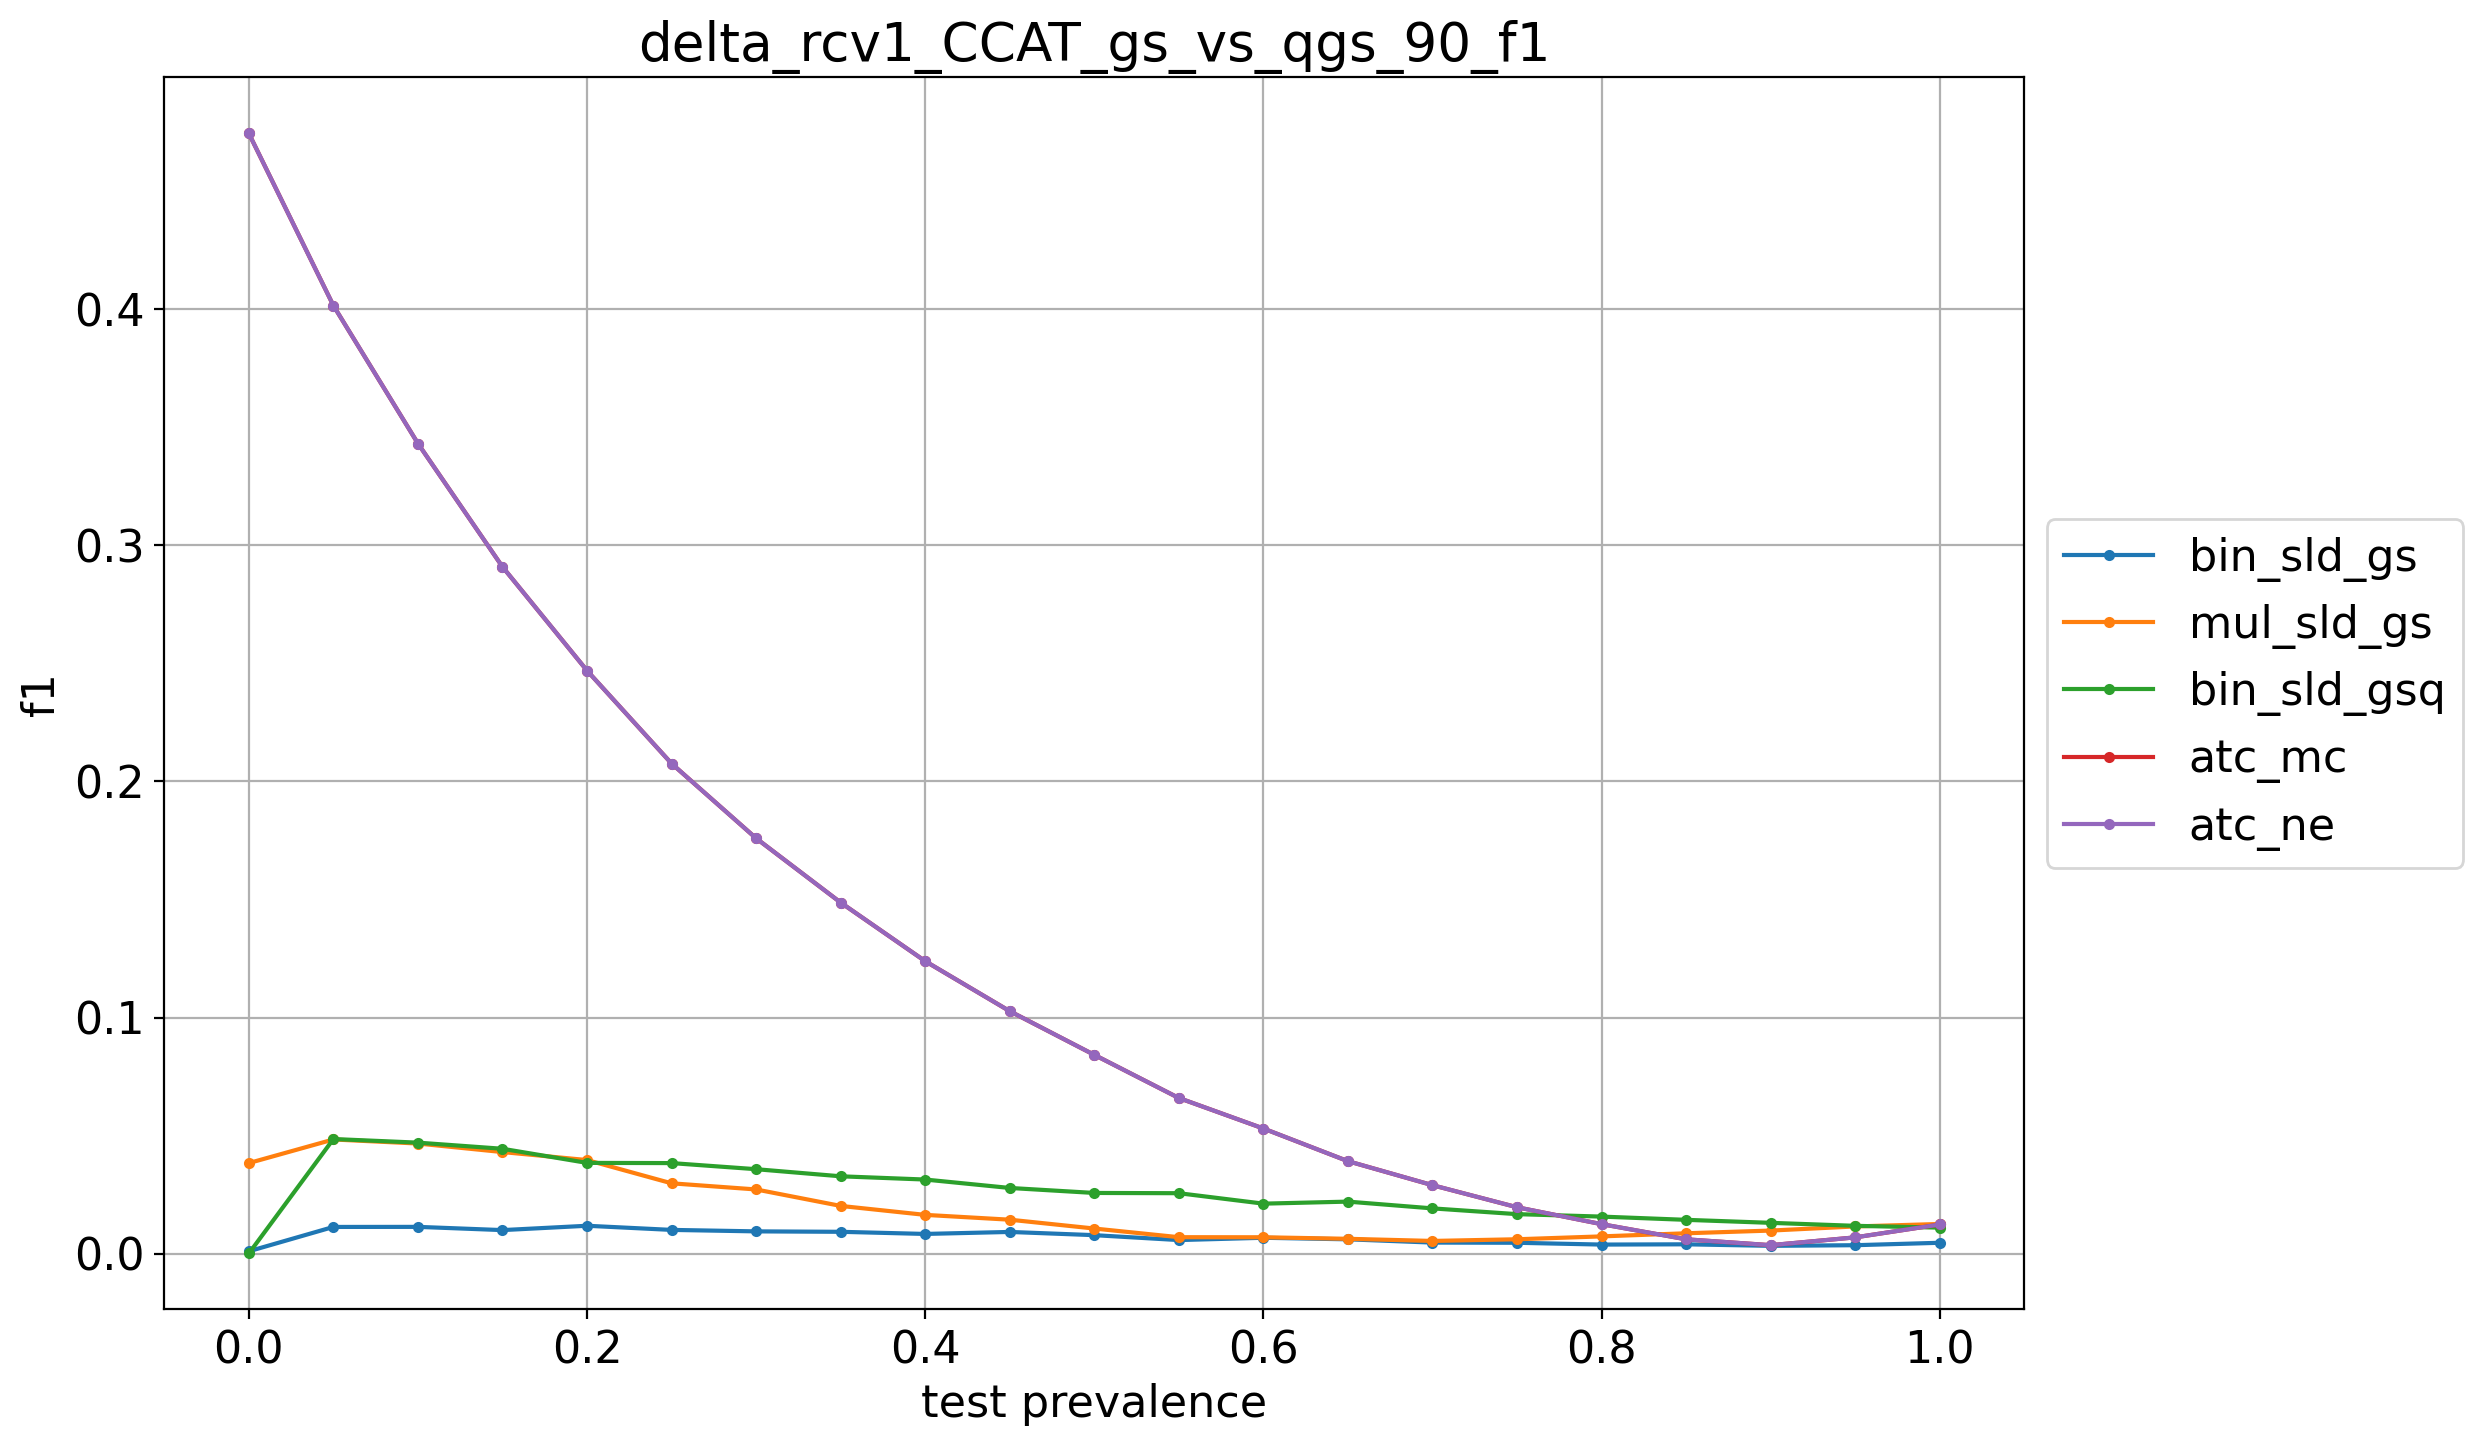 delta_rcv1_CCAT_gs_vs_qgs_90_f1
f1
0.4
0.3
0.2
0.1
0.0
0.0 0.2 0.4 0.6 0.8 1.0
test prevalence
bin_sld_gs
mul_sld_gs
bin_sld_gsq
atc_mc
atc_ne